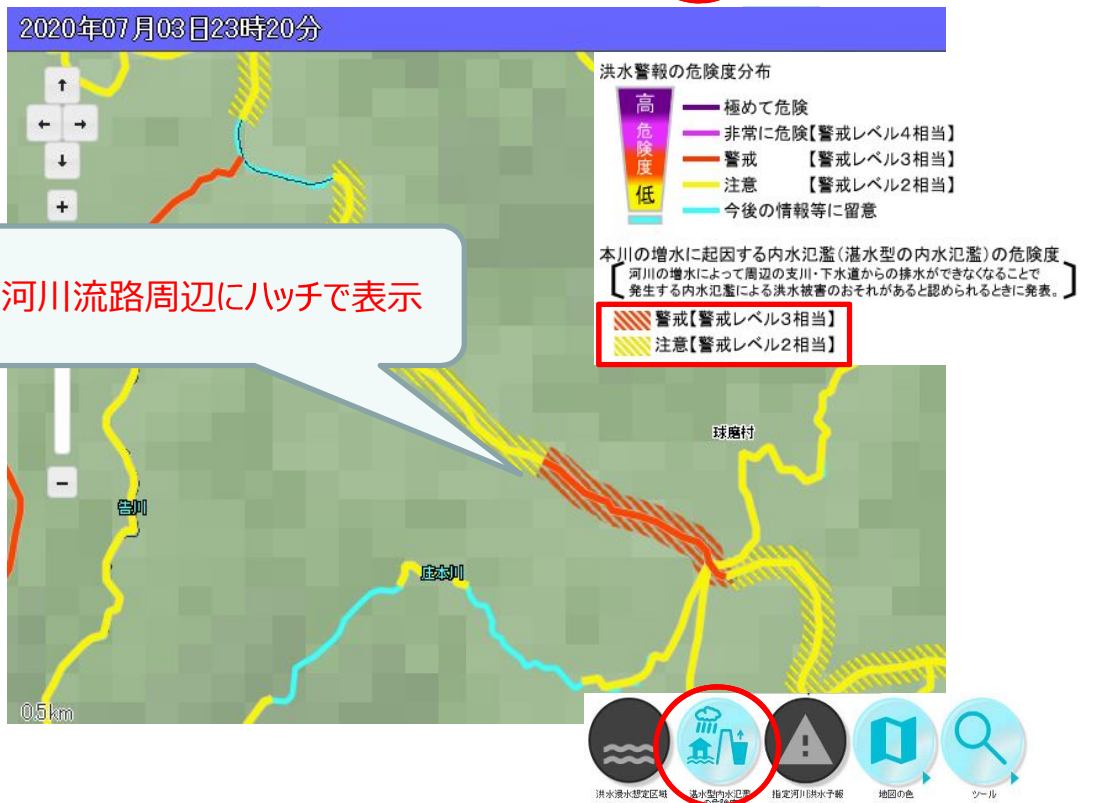 2020年07月03日23時20分
洪水警報の危険度分布
高
危険度
低
極めて危険
非常に危険【警戒レベル4相当】
警戒 【警戒レベル3相当】
注意 【警戒レベル2相当】
今後の情報等に留意
本川の増水に起因する内水氾濫(湛水型の内水氾濫)の危険度
河川の増水によって周辺の支川・下水道からの排水ができなくなることで
発生する内水氾濫による洪水被害のおそれがあると認められるときに発表。
警戒【警戒レベル3相当】
注意【警戒レベル2相当】
河川流路周辺にハッチで表示
球磨村
告川
庄本川
0.5km
洪水浸水想定区域
湛水型内水氾濫
の危険度
指定河川洪水予報
地図の色
ツール